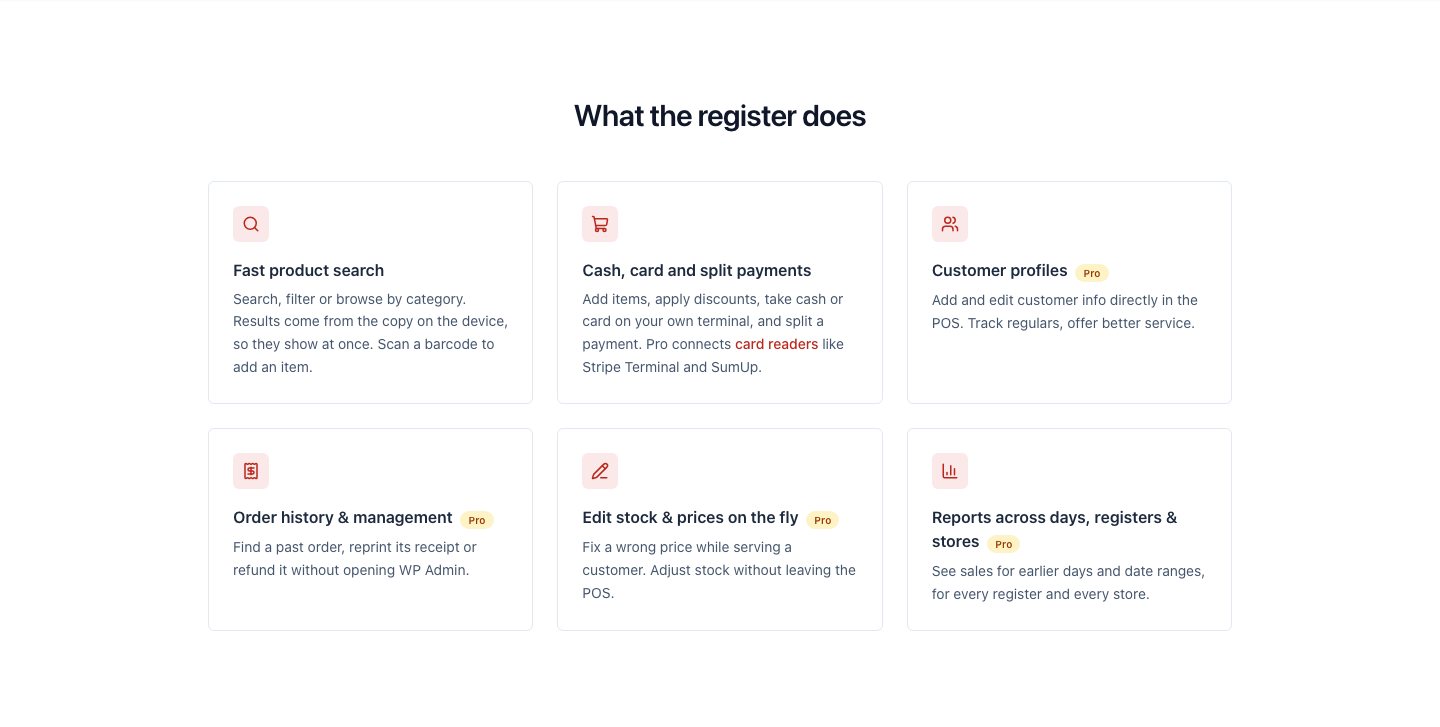 What the register does
Fast product search
Search, filter or browse by category.
Results come from the copy on the device,
so they show at once. Scan a barcode to
add an item.
Cash, card and split payments
Add items, apply discounts, take cash or
card on your own terminal, and split a
payment. Pro connects card readers like
Stripe Terminal and SumUp.
Customer profiles Pro
Add and edit customer info directly in the
POS. Track regulars, offer better service.
Order history & management Pro
Find a past order, reprint its receipt or
refund it without opening WP Admin.
Edit stock & prices on the fly Pro
Fix a wrong price while serving a
customer. Adjust stock without leaving the
POS.
Reports across days, registers &
stores Pro
See sales for earlier days and date ranges,
for every register and every store.